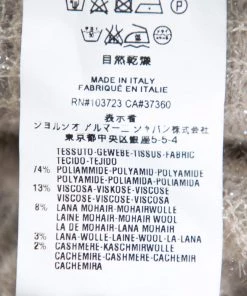 自然乾燥
MADE IN ITALY
FABRIQUÉ EN ITALIE
RN#103723 CA#37360
表示者
ジョルジオ アルマーニ ジャパン株式会社
東京都中央区銀座5-5-4
TESSUTO-GEWEBE-TISSUS-FABRIC
TECIDO-TEJIDO
74% POLIAMMIDE-POLYAMID-POLYAMIDE
POLYAMIDE-POLIAMIDA-POLIAMIDA
13% VISCOSA-VISKOSE-VISCOSE
VISCOSE-VISCOSE-VISCOSA
8% LANA MOHAIR-MOHAIRWOLLE
LAINE MOHAIR-MOHAIR WOOL
LA DE MOHAIR-LANA MOHAIR
3% LANA-WOLLE-LAINE-WOOL-LA-LANA
2% CASHMERE-KASCHMIRWOLLE
CACHEMIRE-CASHMERE-CACHEMIR
CACHEMIRA